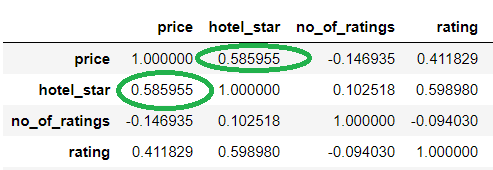 price hotel_star no_of_ratings rating
price 1.000000 0.585955 -0.146935 0.411829
hotel_star 0.585955 1.000000 0.102518 0.598980
no_of_ratings -0.146935 0.102518 1.000000 -0.094030
rating 0.411829 0.598980 -0.094030 1.000000